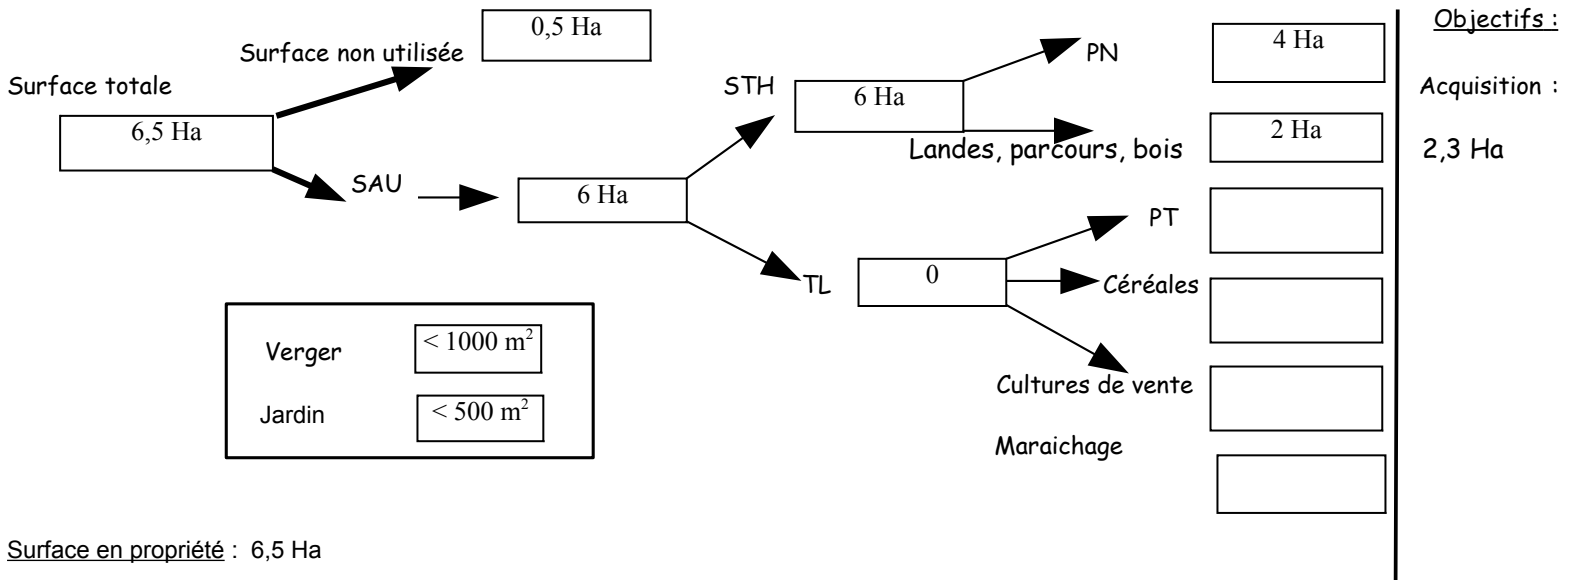 0,5 Ha
Surface non utilisée
Surface totale
6,5 Ha
SAU
6 Ha
STH
6 Ha
PN
4 Ha
Landes, parcours, bois
2 Ha
TL
0
PT
Céréales
Cultures de vente
Maraichage
Verger
< 1000 m²
Jardin
< 500 m²
Objectifs :
Acquisition :
2,3 Ha
Surface en propriété : 6,5 Ha